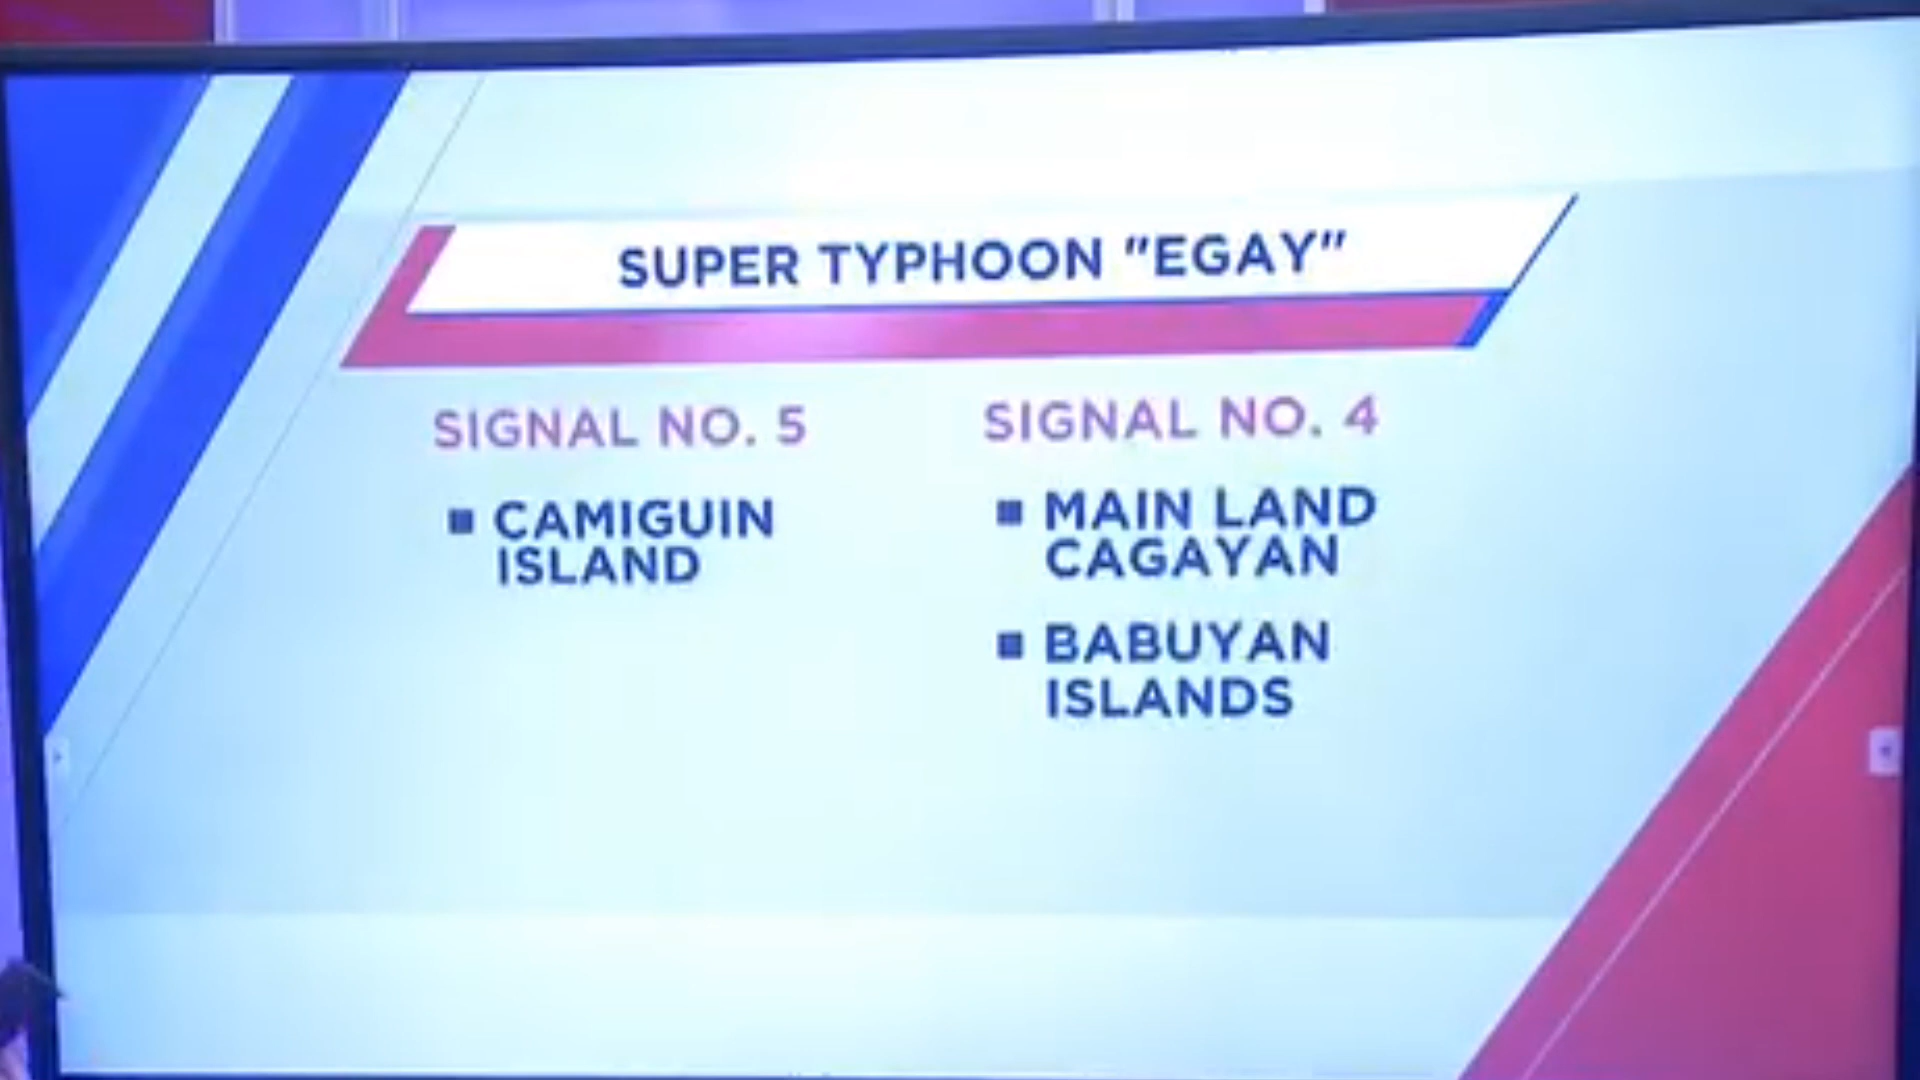 SUPER TYPHOON "EGAY"
SIGNAL NO. 5
CAMIGUIN
ISLAND
SIGNAL NO. 4
MAIN LAND
CAGAYAN
BABUYAN
ISLANDS